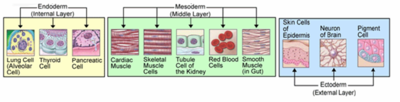 Endoderm
(Internal Layer)
Lung Cell
(Alveolar
Cell)
Thyroid
Cell
Pancreatic
Cell
Mesoderm
(Middle Layer)
Cardiac
Muscle
Skeletal
Muscle
Cells
Tubule
Cell of
the Kidney
Red Blood
Cells
Smooth
Muscle
(in Gut)
Skin Cells
of
Epidermis
Neuron
of Brain
Pigment
Cell
Ectoderm
(External Layer)